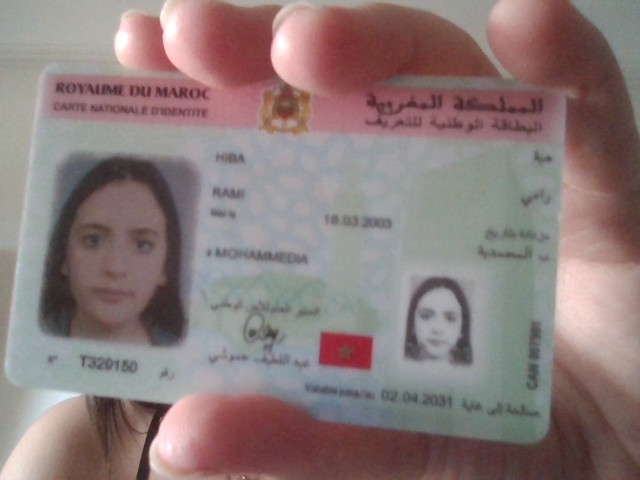 ROYAUME DU MAROC
المملكة المغربية
CARTE NATIONALE D'IDENTITE
البطاقة الوطنية للتعريف
HIBA
هبة
RAMI
رامي
Née le 18.03.2003
مزدادة بتاريخ
à MOHAMMEDIA
ب المحمدية
المدير العام للأمن الوطني
عبد اللطيف حموشي
N° T329150 رقم
Valable jusqu'au 02.04.2031 صالحة إلى غاية
CAN